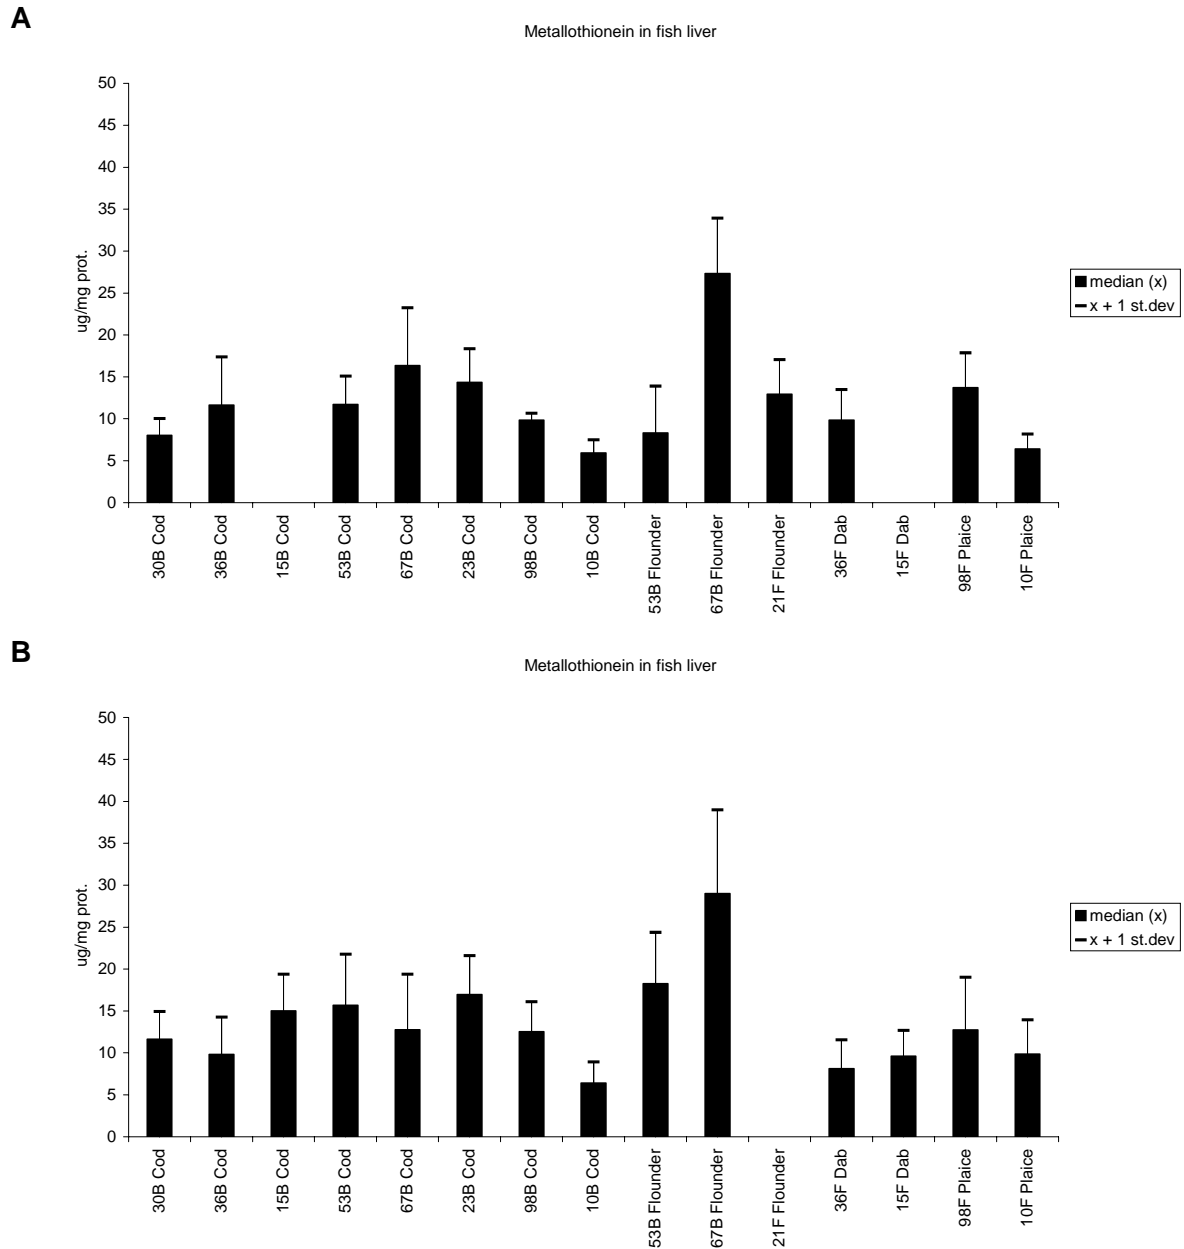 A
Metallothionein in fish liver
50
45
40
35
30
25
20
15
10
5
0
ug/mg prot.
median (x)
x + 1 st.dev
30B Cod
36B Cod
15B Cod
53B Cod
67B Cod
23B Cod
98B Cod
10B Cod
53B Flounder
67B Flounder
21F Flounder
36F Dab
15F Dab
98F Plaice
10F Plaice
B
Metallothionein in fish liver
50
45
40
35
30
25
20
15
10
5
0
ug/mg prot.
median (x)
x + 1 st.dev
30B Cod
36B Cod
15B Cod
53B Cod
67B Cod
23B Cod
98B Cod
10B Cod
53B Flounder
67B Flounder
21F Flounder
36F Dab
15F Dab
98F Plaice
10F Plaice